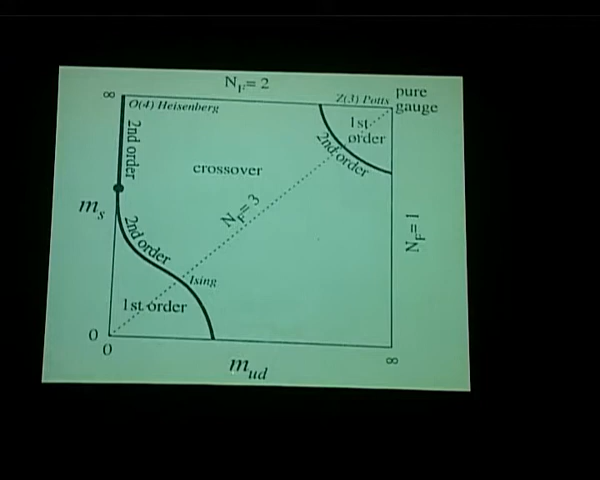 N_F = 2
∞
O(4) Heisenberg
Z(3) Potts
pure
gauge
2nd order
1st
order
2nd order
crossover
m_s
N_F = 3
N_F = 1
2nd order
Ising
1st order
0
0
m_ud
∞